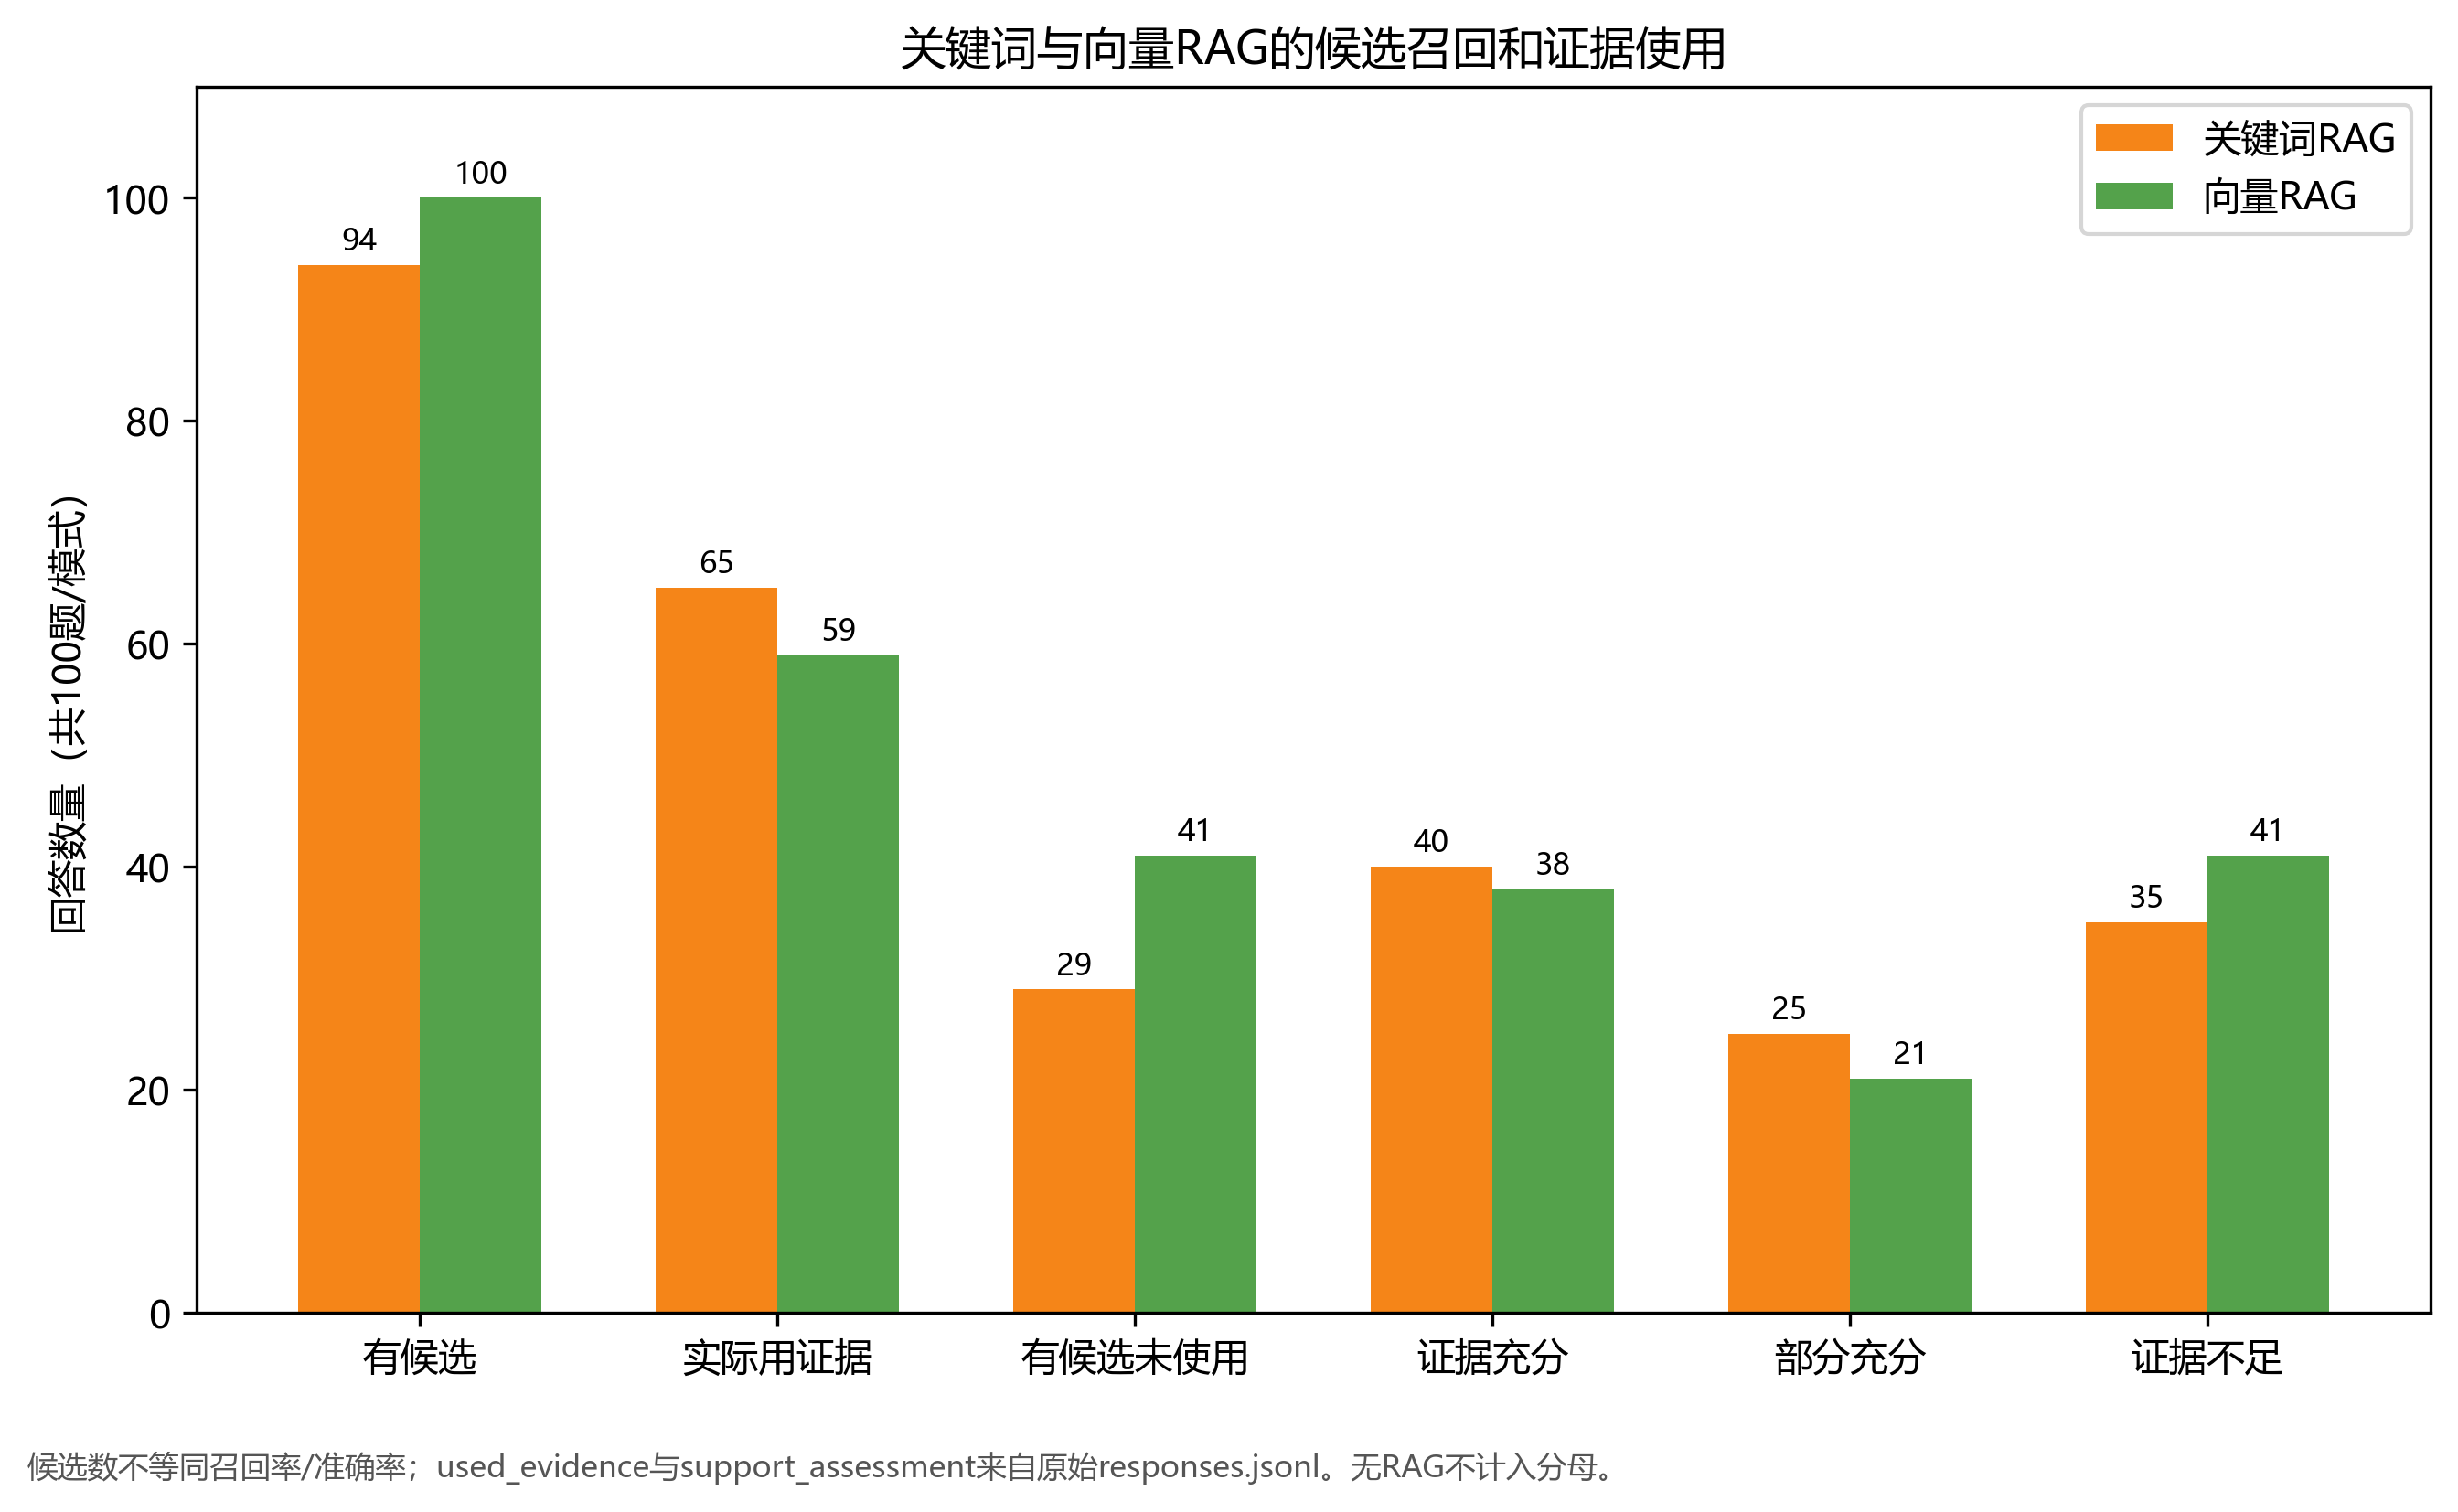 关键词与向量RAG的候选召回和证据使用
关键词RAG
向量RAG
回答数量（共100题/模式）
100
80
60
40
20
0
94
100
65
59
29
41
40
38
25
21
35
41
有候选
实际用证据
有候选未使用
证据充分
部分充分
证据不足
候选数不等同召回率/准确率；used_evidence与support_assessment来自原始responses.jsonl。无RAG不计入分母。